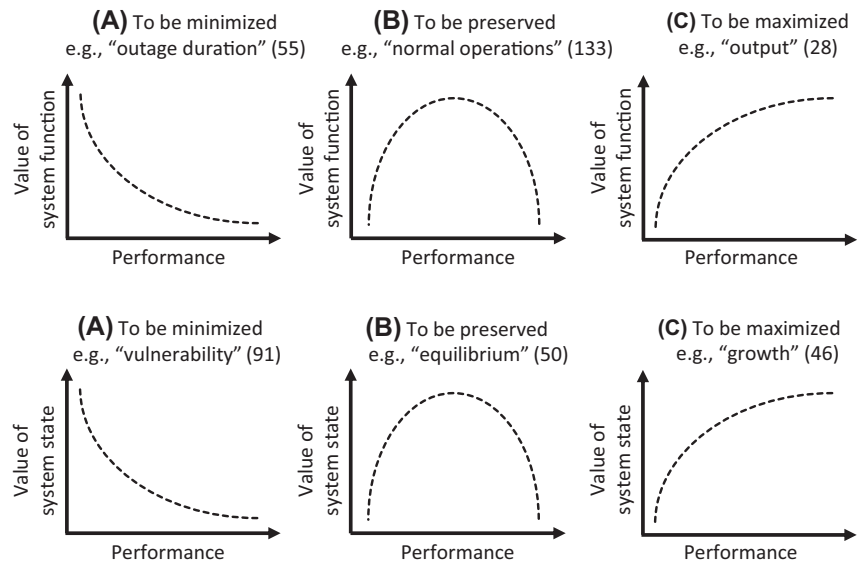 (A) To be minimized
e.g., “outage duration” (55)
Value of
system function
Performance
(B) To be preserved
e.g., “normal operations” (133)
Value of
system function
Performance
(C) To be maximized
e.g., “output” (28)
Value of
system function
Performance
(A) To be minimized
e.g., “vulnerability” (91)
Value of
system state
Performance
(B) To be preserved
e.g., “equilibrium” (50)
Value of
system state
Performance
(C) To be maximized
e.g., “growth” (46)
Value of
system state
Performance